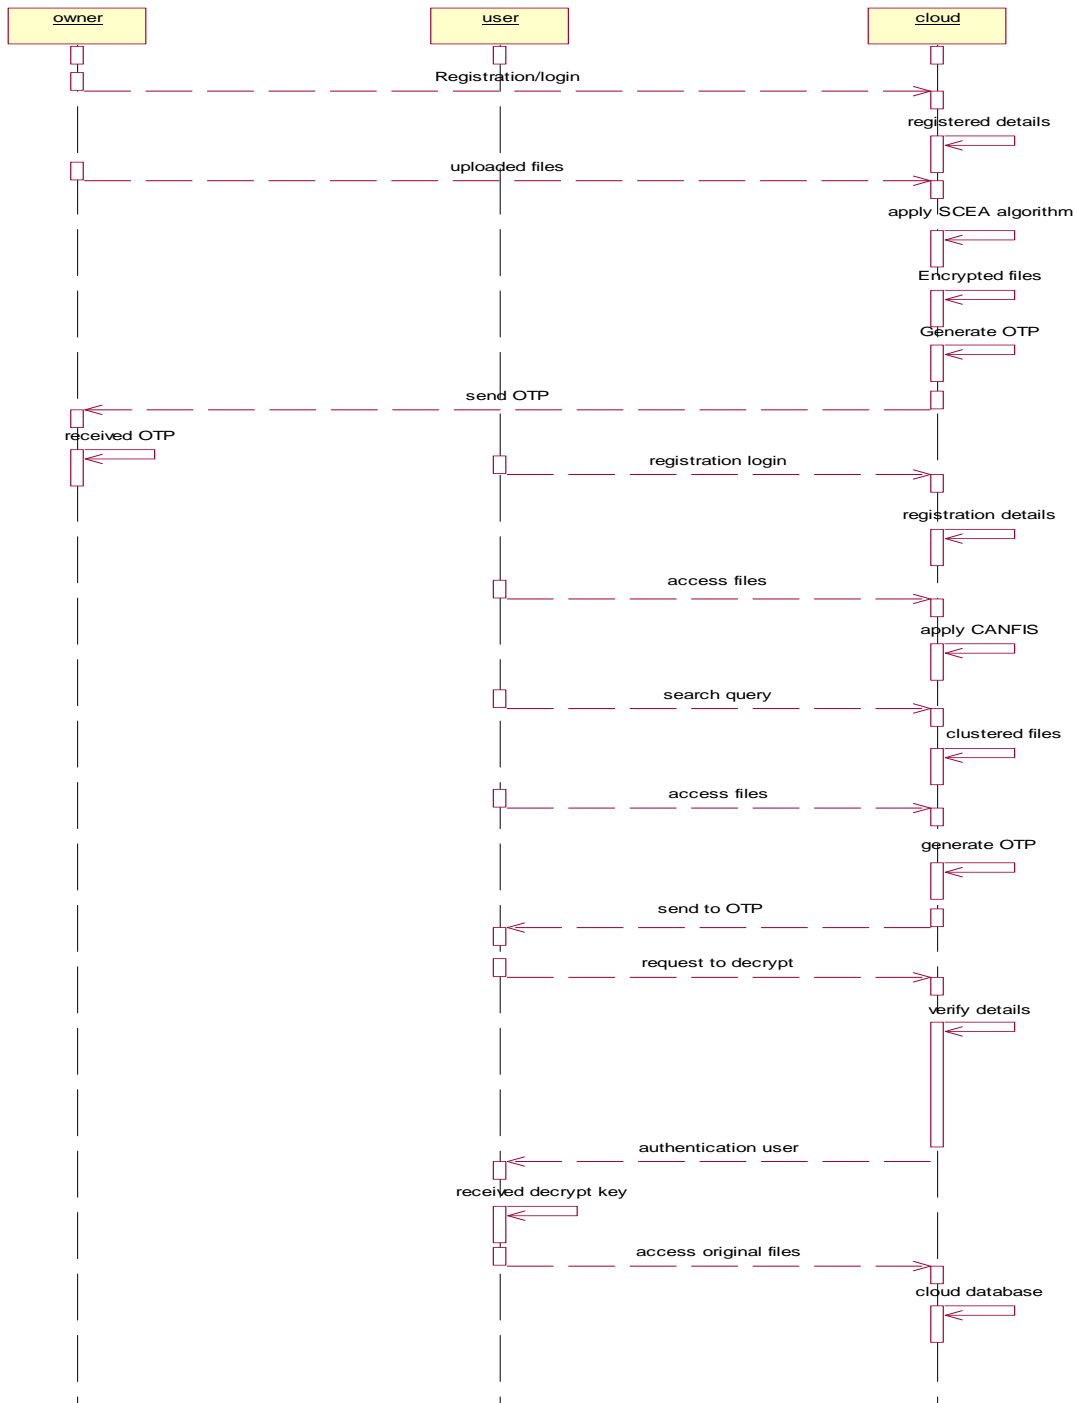 owner
user
cloud
Registration/login
registered details
uploaded files
apply SCEA algorithm
Encrypted files
Generate OTP
send OTP
received OTP
registration login
registration details
access files
apply CANFIS
search query
clustered files
access files
generate OTP
send to OTP
request to decrypt
verify details
authentication user
received decrypt key
access original files
cloud database